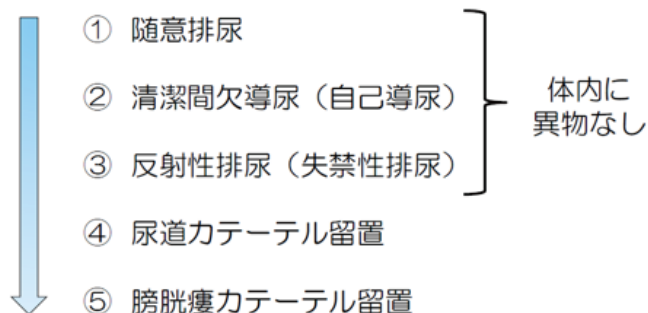 ① 随意排尿
② 清潔間欠導尿（自己導尿）
③ 反射性排尿（失禁性排尿）
④ 尿道カテーテル留置
⑤ 膀胱瘻カテーテル留置
体内に
異物なし